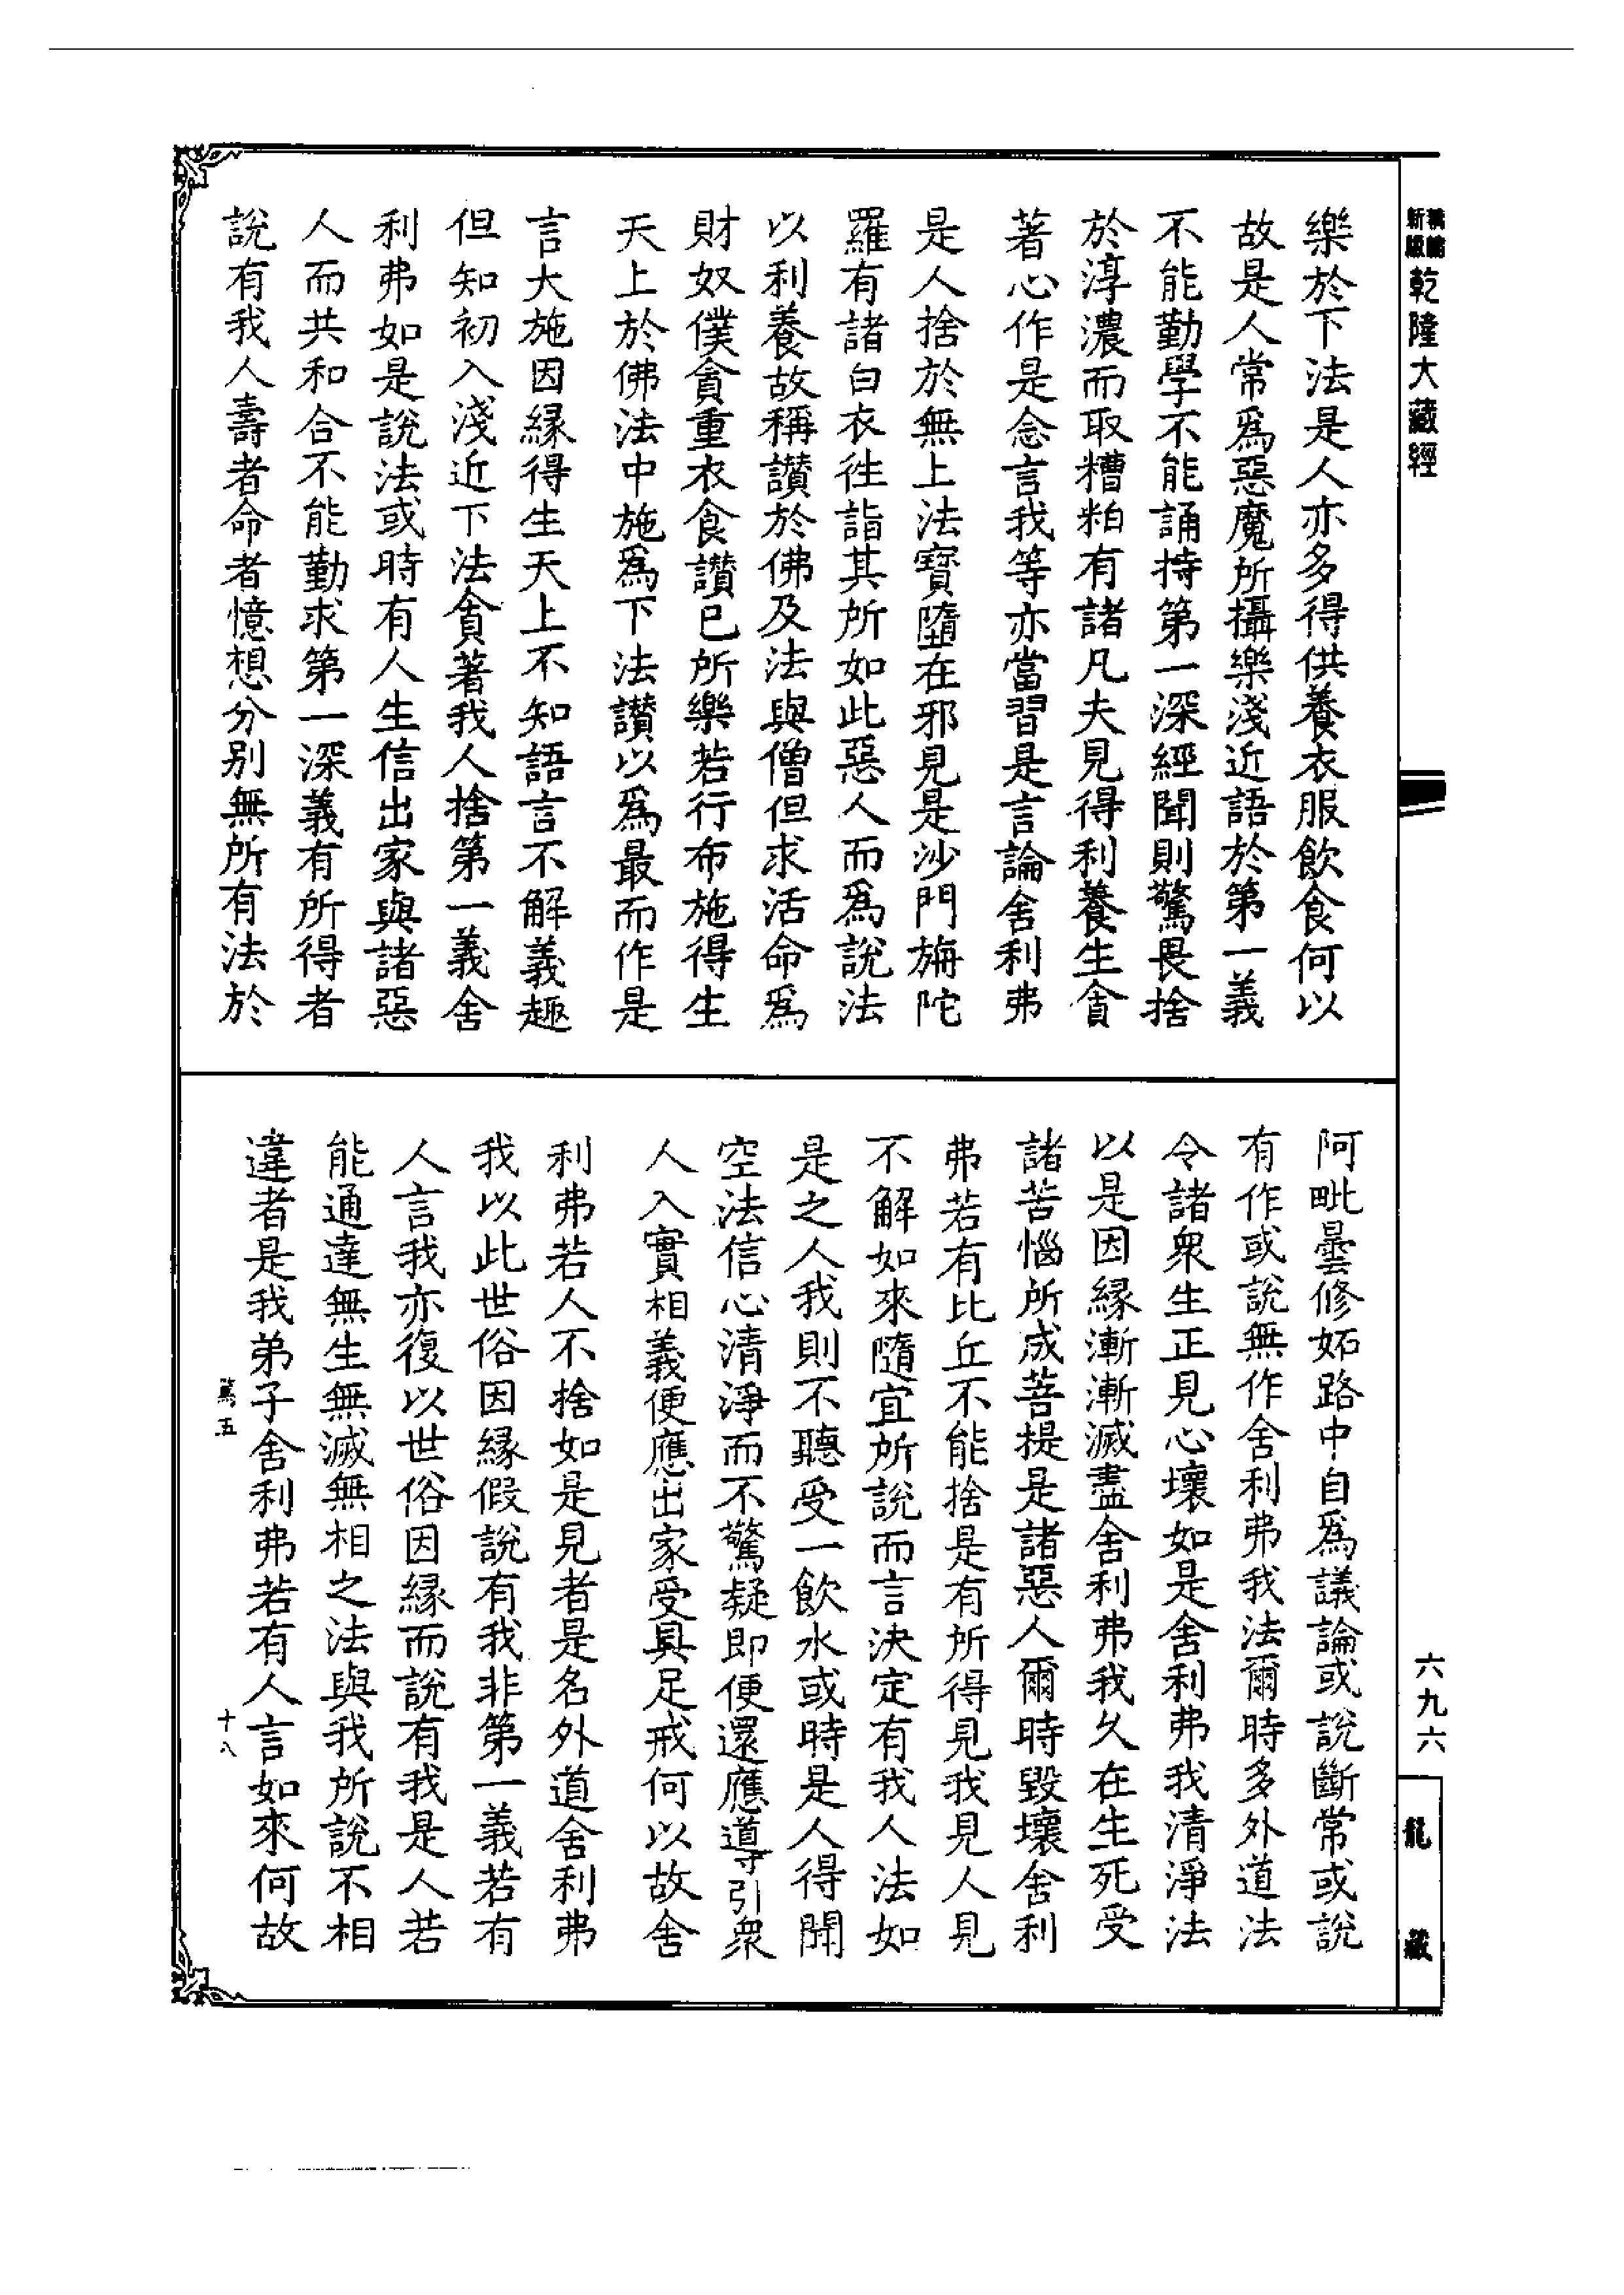 新編縮版乾隆大藏經
樂於下法是人亦多得供養衣服飲食何以
故是人常爲惡魔所攝樂淺近語於第一義
不能勤學不能誦持第一深經聞則驚畏捨
於淳濃而取糟粕有諸凡夫見得利養生貪
著心作是念言我等亦當習是言論舍利弗
是人捨於無上法寶墮在邪見是沙門旃陀
羅有諸白衣往詣其所如此惡人而爲說法
以利養故稱讚於佛及法與僧但求活命爲
財奴僕貪重衣食讚已所樂若行布施得生
天上於佛法中施爲下法讚以爲最而作是
言大施因緣得生天上不知語言不解義趣
但知初入淺近下法貪著我人捨第一義舍
利弗如是說法或時有人生信出家與諸惡
人而共和合不能勤求第一深義有所得者
說有我人壽者命者憶想分別無所有法於
阿毗曇修妬路中自爲議論或說斷常或說
有作或說無作舍利弗我法爾時多外道法
令諸衆生正見心壞如是舍利弗我清淨法
以是因緣漸漸滅盡舍利弗我久在生死受
諸苦惱所成菩提是諸惡人爾時毀壞舍利
弗若有比丘不能捨是有所得見我見人見
不解如來隨宜所說而言決定有我人法如
是之人我則不聽受一飲水或時是人得聞
空法信心清淨而不驚疑即便還應導引衆
人入實相義便應出家受具足戒何以故舍
利弗若人不捨如是見者是名外道舍利弗
我以此世俗因緣假說有我非第一義若有
人言我亦復以世俗因緣而說有我是人若
能通達無生無滅無相之法與我所說不相
違者是我弟子舍利弗若有人言如來何故
篤五
十八
六九六
龍藏